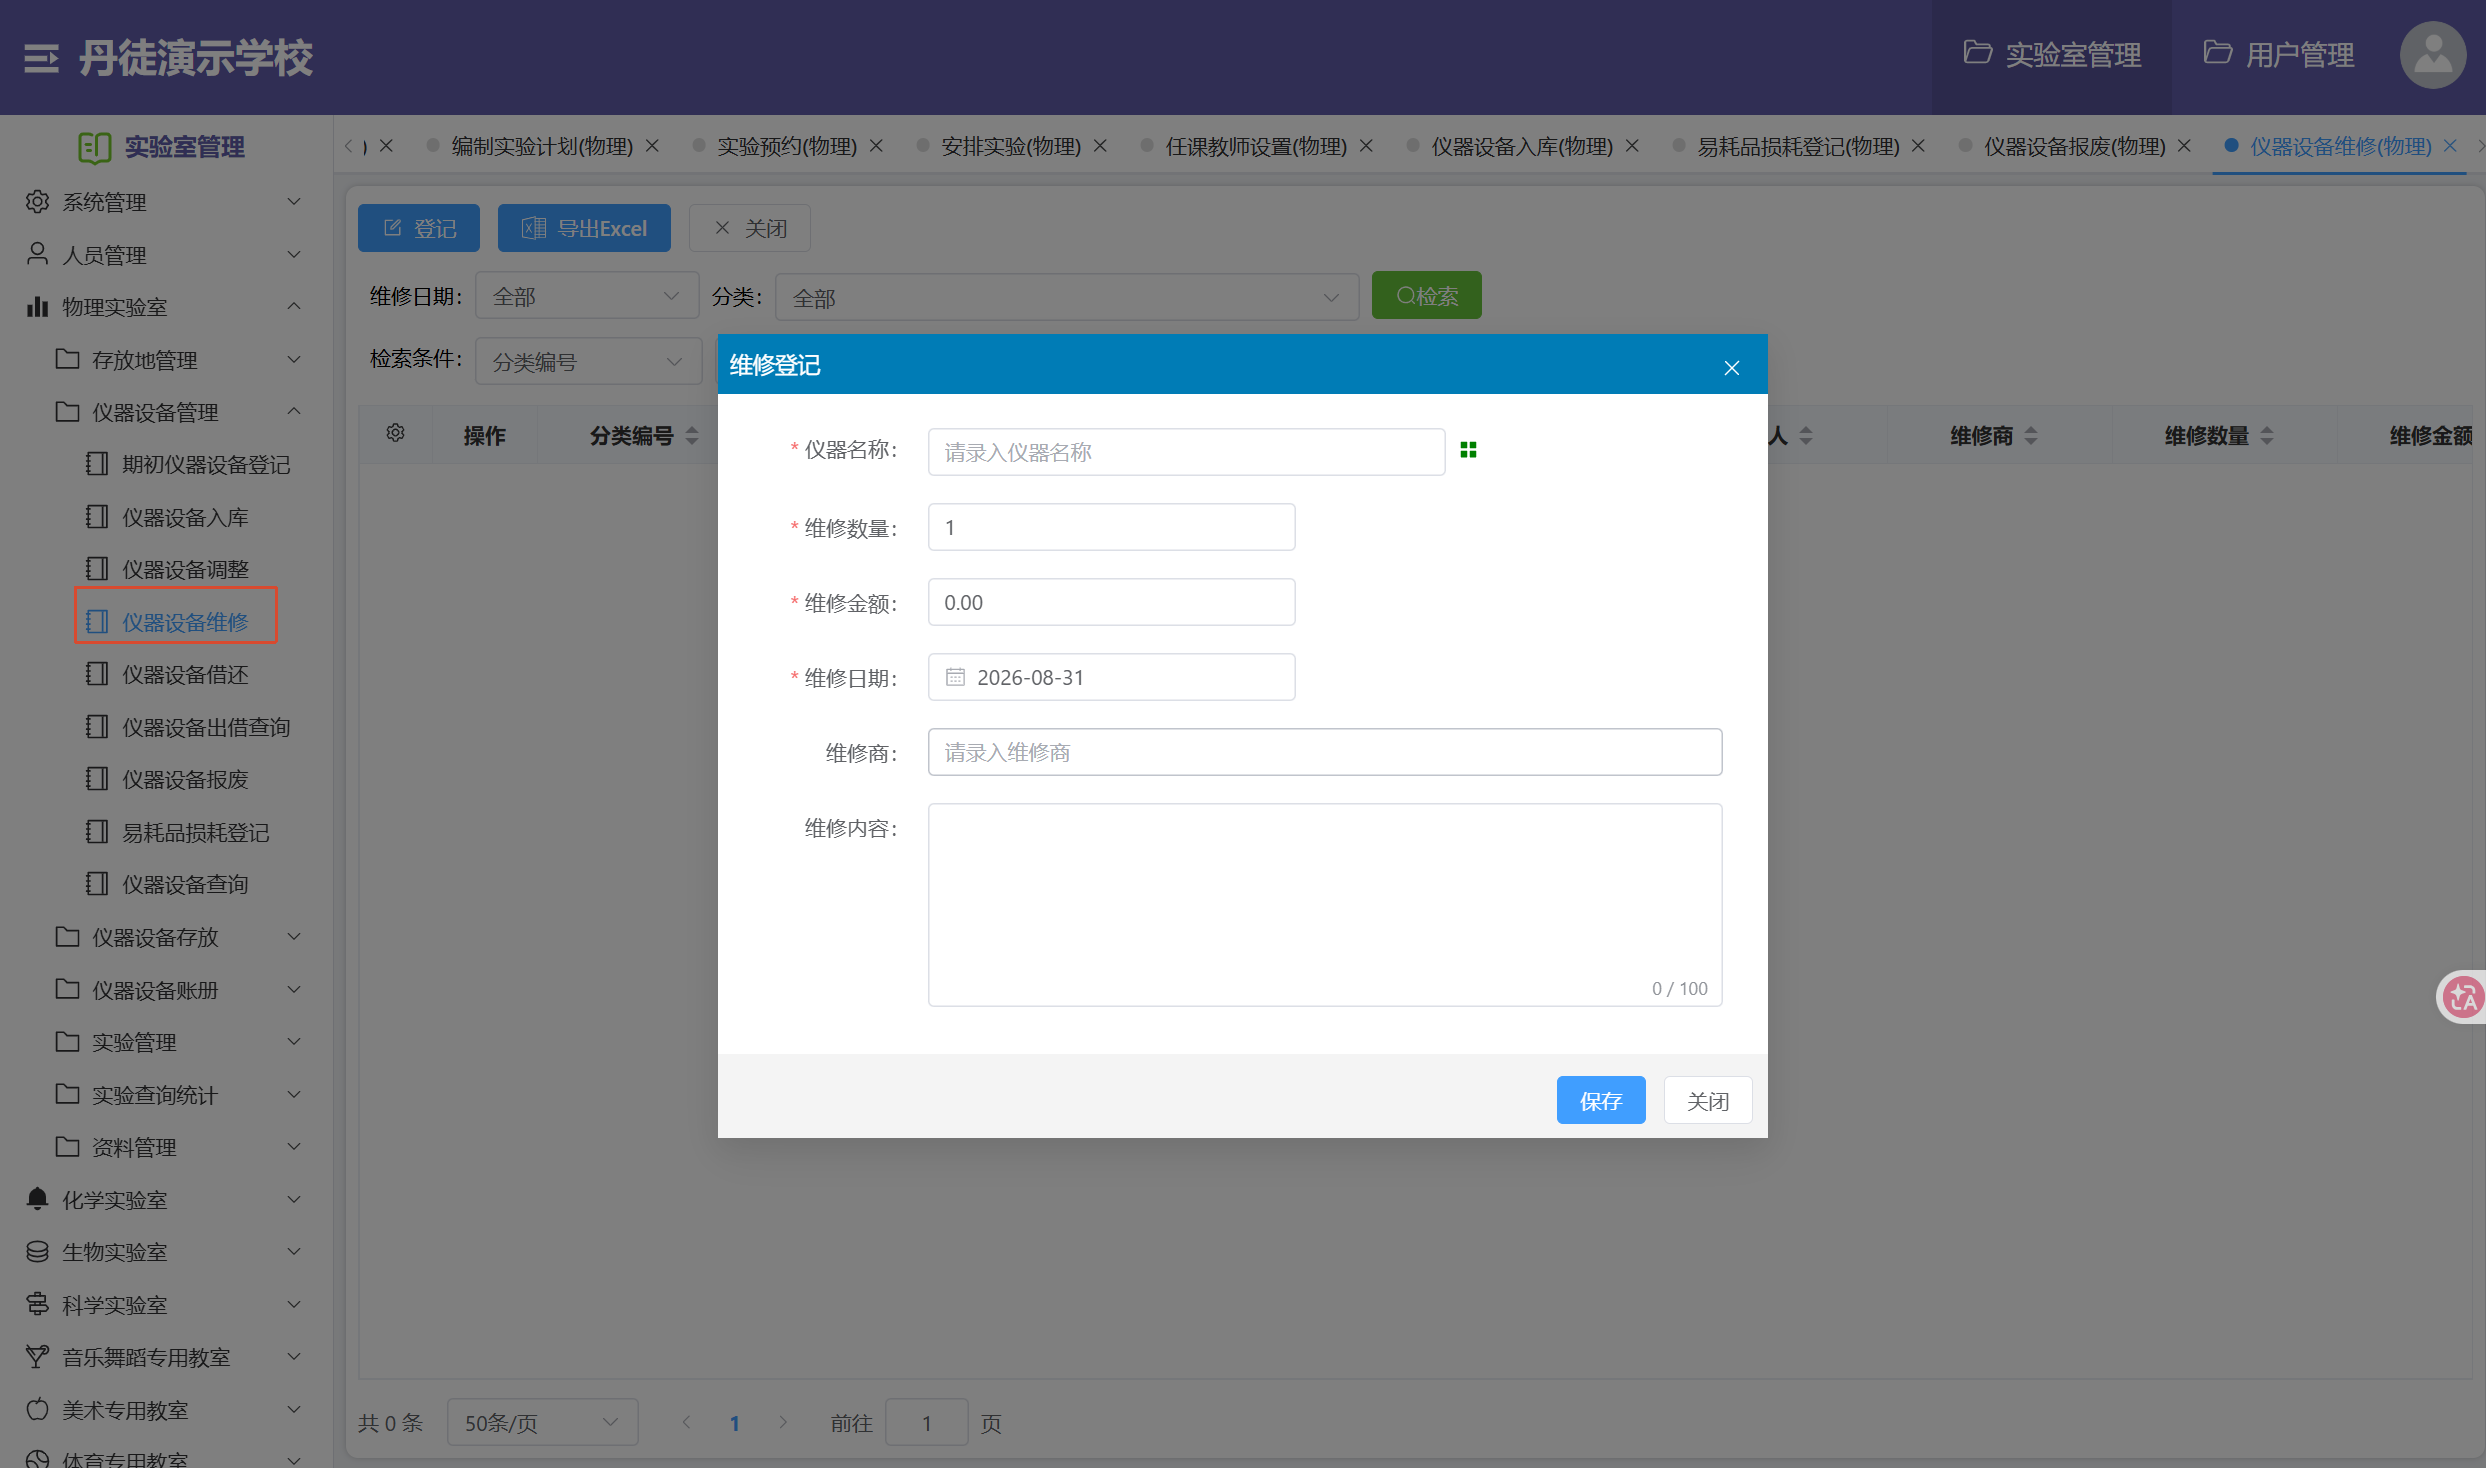 丹徒演示学校
实验室管理
用户管理
实验室管理
系统管理
人员管理
物理实验室
存放地管理
仪器设备管理
期初仪器设备登记
仪器设备入库
仪器设备调整
仪器设备维修
仪器设备借还
仪器设备出借查询
仪器设备报废
易耗品损耗登记
仪器设备查询
仪器设备存放
仪器设备账册
实验管理
实验查询统计
资料管理
化学实验室
生物实验室
科学实验室
音乐舞蹈专用教室
美术专用教室
体育专用教室
) 编制实验计划(物理) 实验预约(物理) 安排实验(物理) 任课教师设置(物理) 仪器设备入库(物理) 易耗品损耗登记(物理) 仪器设备报废(物理) 仪器设备维修(物理)
登记 导出Excel 关闭
维修日期: 全部 分类: 全部 检索
检索条件: 分类编号
操作 分类编号 人 维修商 维修数量 维修金额
维修登记
* 仪器名称: 请录入仪器名称
* 维修数量: 1
* 维修金额: 0.00
* 维修日期: 2026-08-31
维修商: 请录入维修商
维修内容:
0 / 100
保存 关闭
共 0 条 50条/页 1 前往 1 页